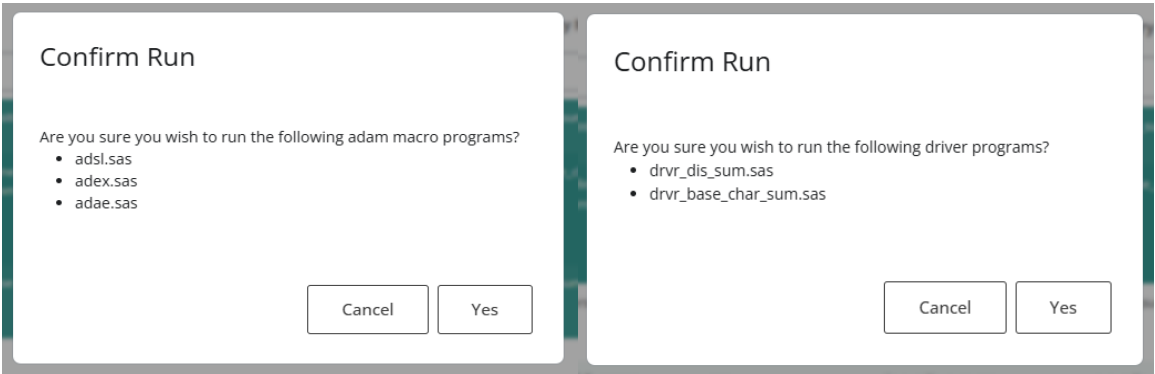 Confirm Run
Are you sure you wish to run the following adam macro programs?
• adsl.sas
• adex.sas
• adae.sas
Cancel
Yes
Confirm Run
Are you sure you wish to run the following driver programs?
• drvr_dis_sum.sas
• drvr_base_char_sum.sas
Cancel
Yes